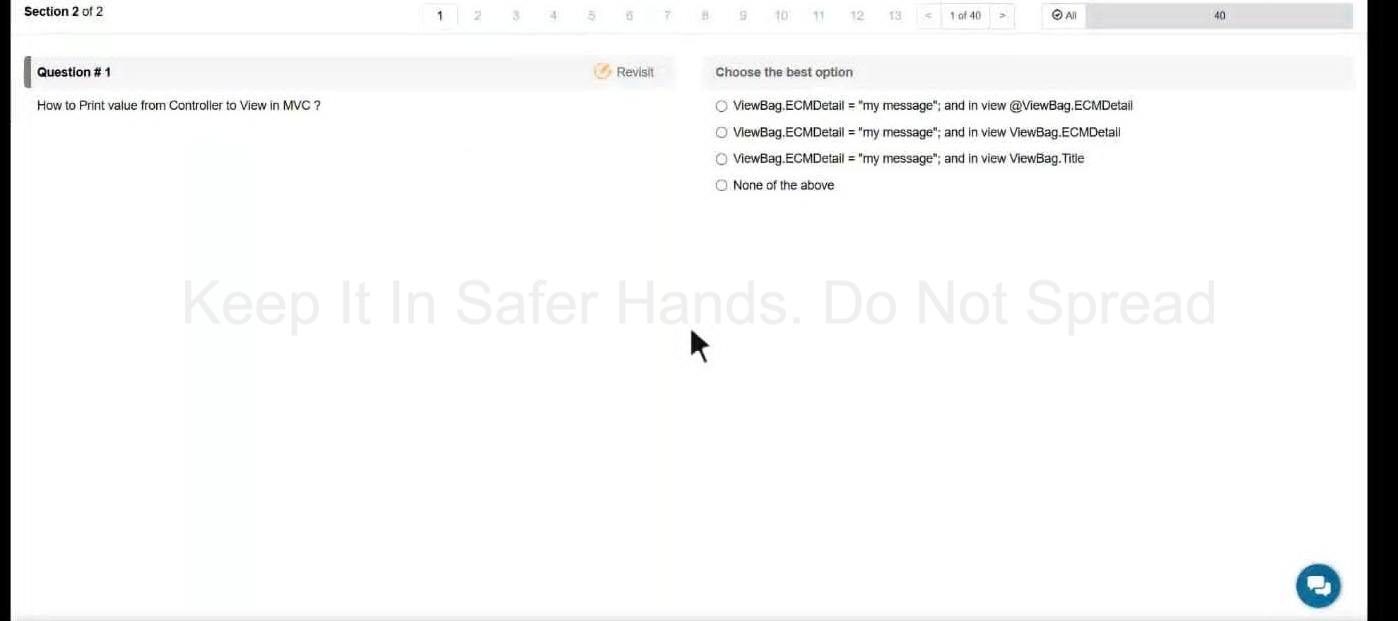 Section 2 of 2
1 2 3 4 5 6 7 8 9 10 11 12 13 < 1 of 40 > All 40
Question # 1
Revisit
How to Print value from Controller to View in MVC ?
Choose the best option
ViewBag.ECMDetail = "my message"; and in view @ViewBag.ECMDetail
ViewBag.ECMDetail = "my message"; and in view ViewBag.ECMDetail
ViewBag.ECMDetail = "my message"; and in view ViewBag.Title
None of the above
Keep It In Safer Hands. Do Not Spread